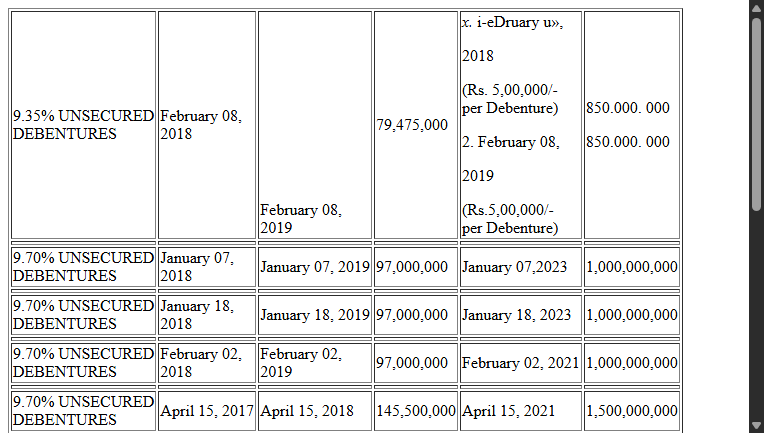 9.35% UNSECURED DEBENTURES
February 08, 2018
February 08, 2019
79,475,000
x. i-eDruary u», 2018 (Rs. 5,00,000/- per Debenture) 2. February 08, 2019 (Rs.5,00,000/- per Debenture)
850.000. 000 850.000. 000
9.70% UNSECURED DEBENTURES
January 07, 2018
January 07, 2019
97,000,000
January 07,2023
1,000,000,000
9.70% UNSECURED DEBENTURES
January 18, 2018
January 18, 2019
97,000,000
January 18, 2023
1,000,000,000
9.70% UNSECURED DEBENTURES
February 02, 2018
February 02, 2019
97,000,000
February 02, 2021
1,000,000,000
9.70% UNSECURED DEBENTURES
April 15, 2017
April 15, 2018
145,500,000
April 15, 2021
1,500,000,000